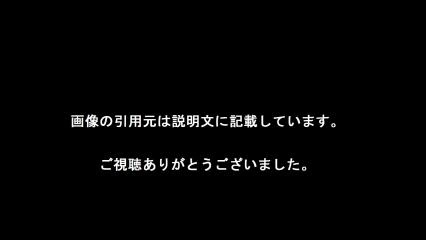 画像の引用元は説明文に記載しています。
ご視聴ありがとうございました。